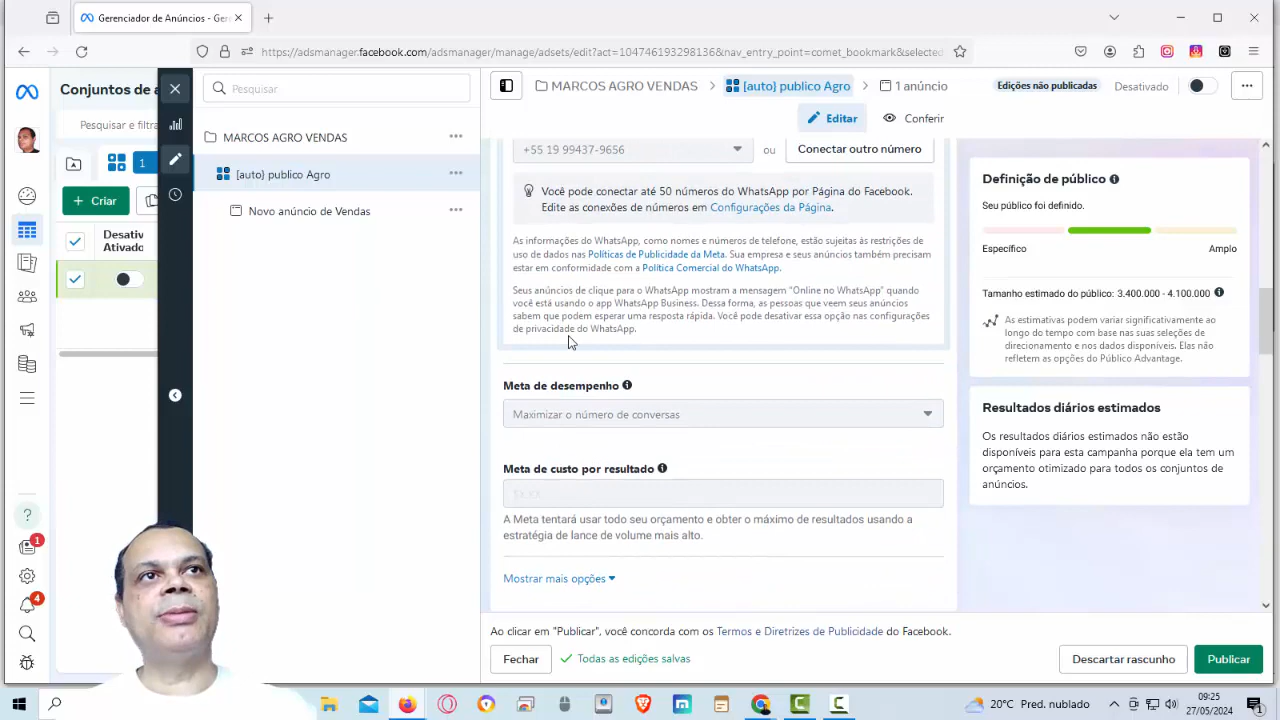 Gerenciador de Anúncios - Ger
https://adsmanager.facebook.com/adsmanager/manage/adsets/edit?act=1047461932981368&nav_entry_point=comet_bookmark&selected
Conjuntos de a
Pesquisar e filtra
1
Criar
Desativ
Ativado
1
4
Pesquisar
MARCOS AGRO VENDAS
[auto] publico Agro
Novo anúncio de Vendas
MARCOS AGRO VENDAS
[auto] publico Agro
1 anúncio
Edições não publicadas
Desativado
Editar
Conferir
+55 19 99437-9656
ou
Conectar outro número
Você pode conectar até 50 números do WhatsApp por Página do Facebook.
Edite as conexões de números em Configurações da Página.
As informações do WhatsApp, como nomes e números de telefone, estão sujeitas às restrições de
uso de dados nas Políticas de Publicidade da Meta. Sua empresa e seus anúncios também precisam
estar em conformidade com a Política Comercial do WhatsApp.
Seus anúncios de clique para o WhatsApp mostram a mensagem “Online no WhatsApp” quando
você está usando o app WhatsApp Business. Dessa forma, as pessoas que veem seus anúncios
sabem que podem esperar uma resposta rápida. Você pode desativar essa opção nas configurações
de privacidade do WhatsApp.
Meta de desempenho
Maximizar o número de conversas
Meta de custo por resultado
A Meta tentará usar todo seu orçamento e obter o máximo de resultados usando a
estratégia de lance de volume mais alto.
Mostrar mais opções
Definição de público
Seu público foi definido.
Específico
Amplo
Tamanho estimado do público: 3.400.000 - 4.100.000
As estimativas podem variar significativamente ao
longo do tempo com base nas suas seleções de
direcionamento e nos dados disponíveis. Elas não
refletem as opções do Público Advantage.
Resultados diários estimados
Os resultados diários estimados não estão
disponíveis para esta campanha porque ela tem um
orçamento otimizado para todos os conjuntos de
anúncios.
Ao clicar em "Publicar", você concorda com os Termos e Diretrizes de Publicidade do Facebook.
Fechar
Todas as edições salvas
Descartar rascunho
Publicar
20°C Pred. nublado
09:25
27/05/2024
1